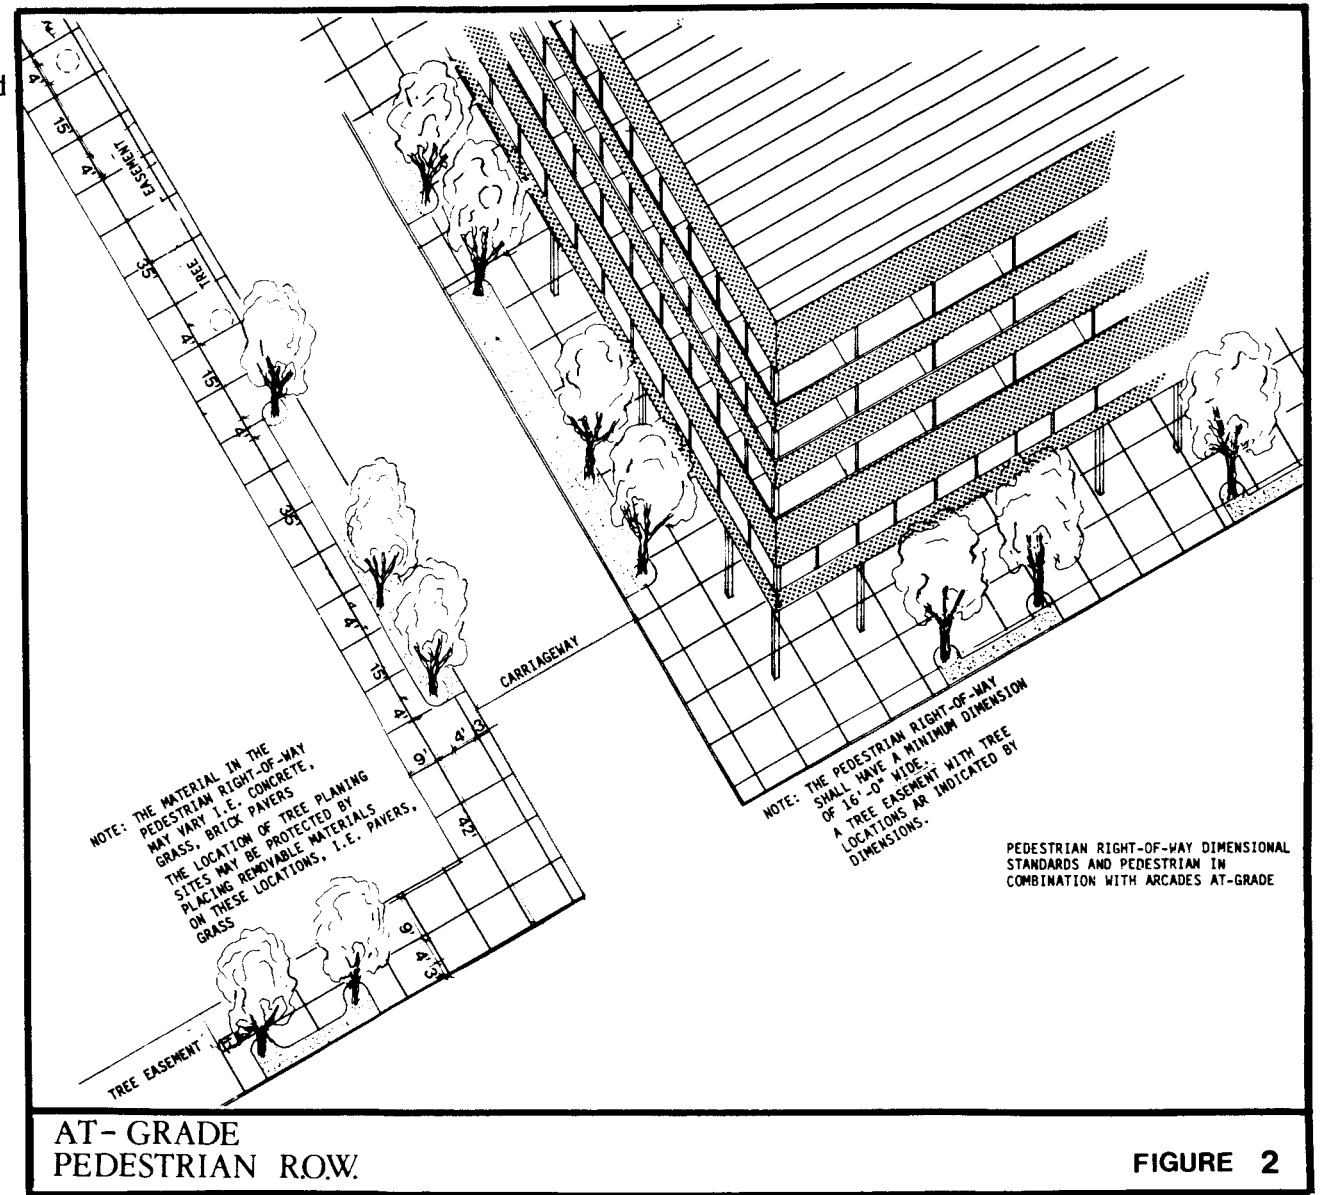 d
4'
15'
4'
EASEMENT
35'
TREE
4'
15'
4'
35'
4'
4'
15'
4'
CARRIAGEWAY
9' 4' 3'
42'
NOTE: THE MATERIAL IN THE
PEDESTRIAN RIGHT-OF-WAY
MAY VARY I.E. CONCRETE,
GRASS, BRICK PAVERS
THE LOCATION OF TREE PLANING
SITES MAY BE PROTECTED BY
PLACING REMOVABLE MATERIALS
ON THESE LOCATIONS, I.E. PAVERS,
GRASS
NOTE: THE PEDESTRIAN RIGHT-OF-WAY
SHALL HAVE A MINIMUM DIMENSION
OF 16'-0" WIDE.
A TREE EASEMENT WITH TREE
LOCATIONS AR INDICATED BY
DIMENSIONS.
PEDESTRIAN RIGHT-OF-WAY DIMENSIONAL
STANDARDS AND PEDESTRIAN IN
COMBINATION WITH ARCADES AT-GRADE
9' 4' 3'
TREE EASEMENT
AT-GRADE
PEDESTRIAN R.O.W.
FIGURE 2